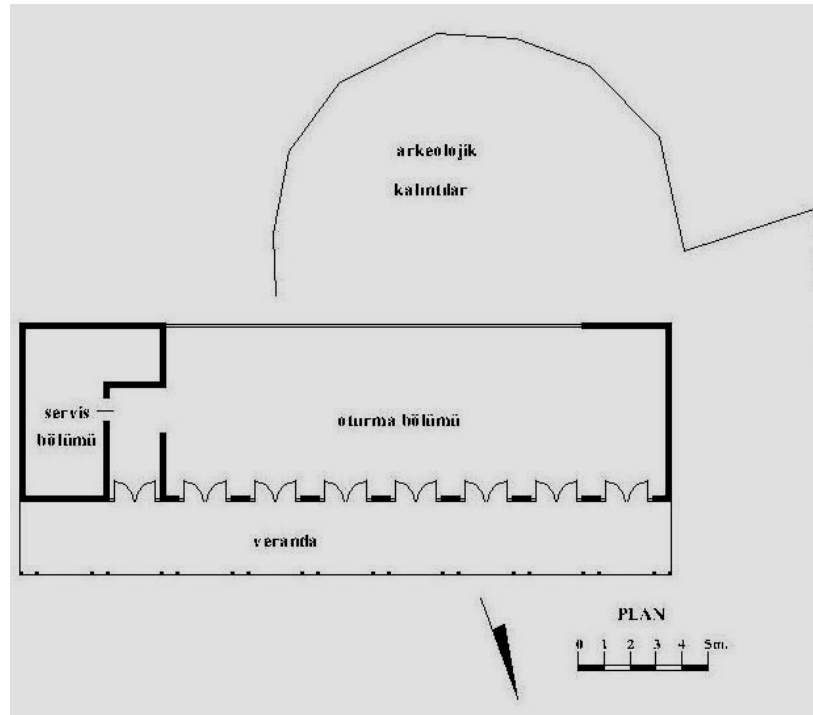 arkeolojik
kalıntılar
servis
bölümü
oturma bölümü
veranda
PLAN
0 1 2 3 4 5m.